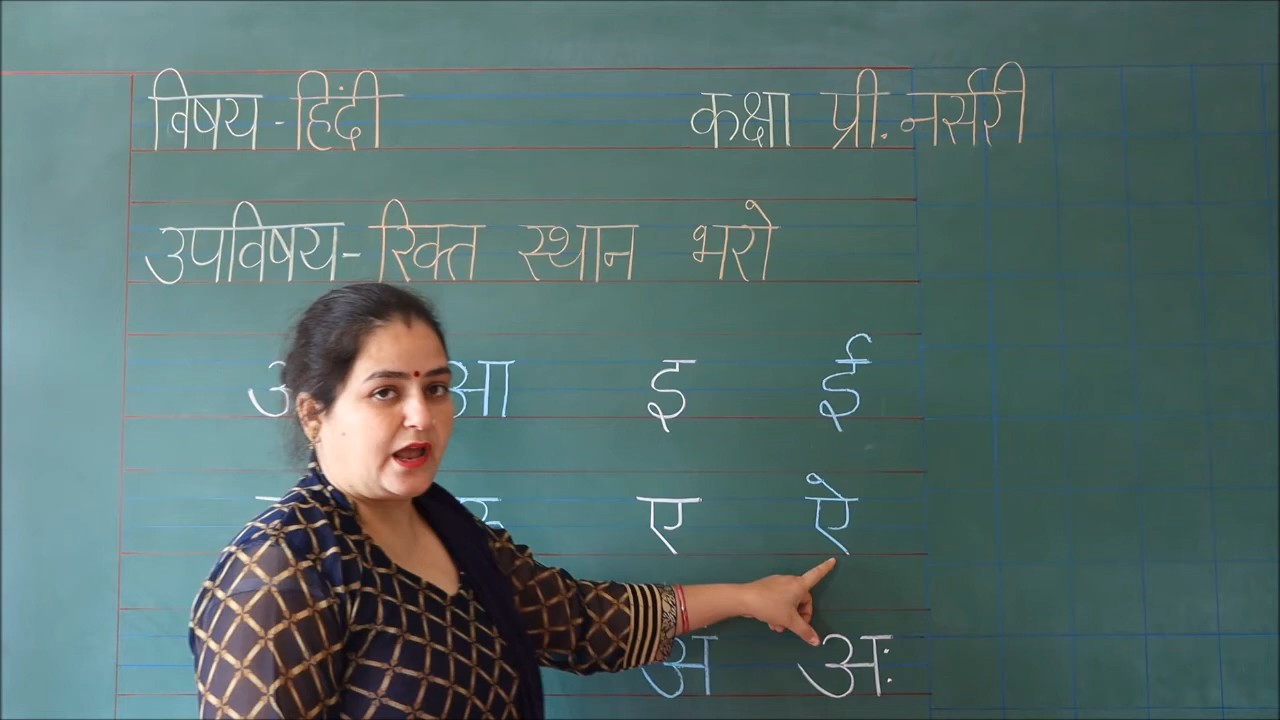 विषय - हिंदी कक्षा प्री. नर्सरी
उपविषय - रिक्त स्थान भरो
आ इ ई
ए ऐ
अ अः